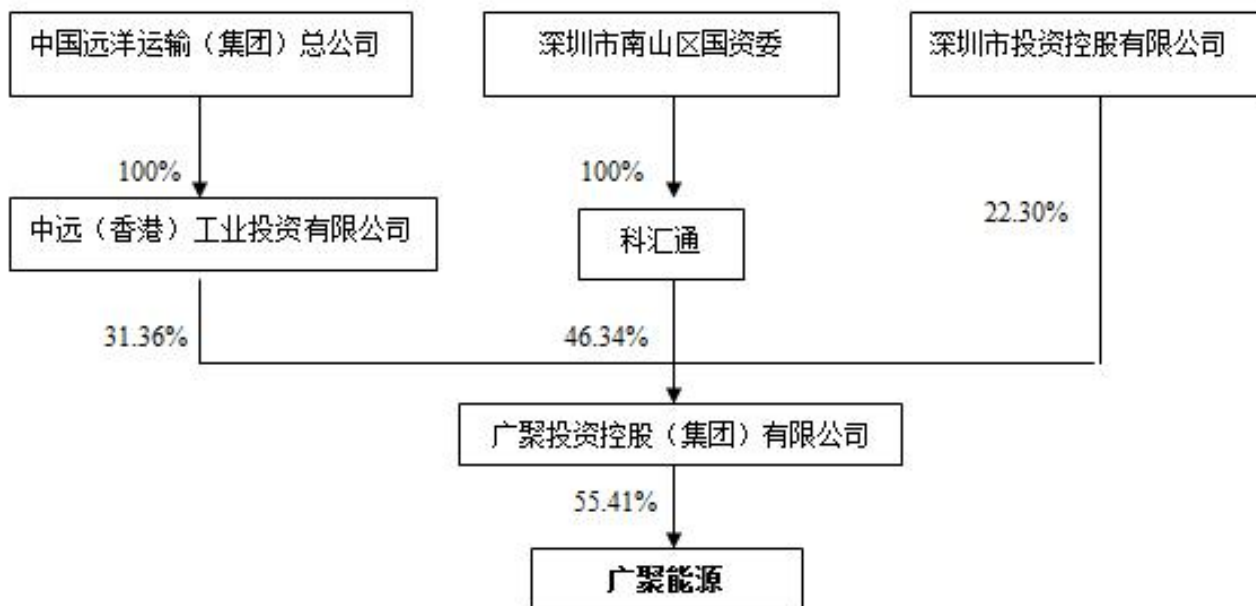 中国远洋运输（集团）总公司
深圳市南山区国资委
深圳市投资控股有限公司
100%
100%
中远（香港）工业投资有限公司
科汇通
22.30%
31.36%
46.34%
广聚投资控股（集团）有限公司
55.41%
广聚能源